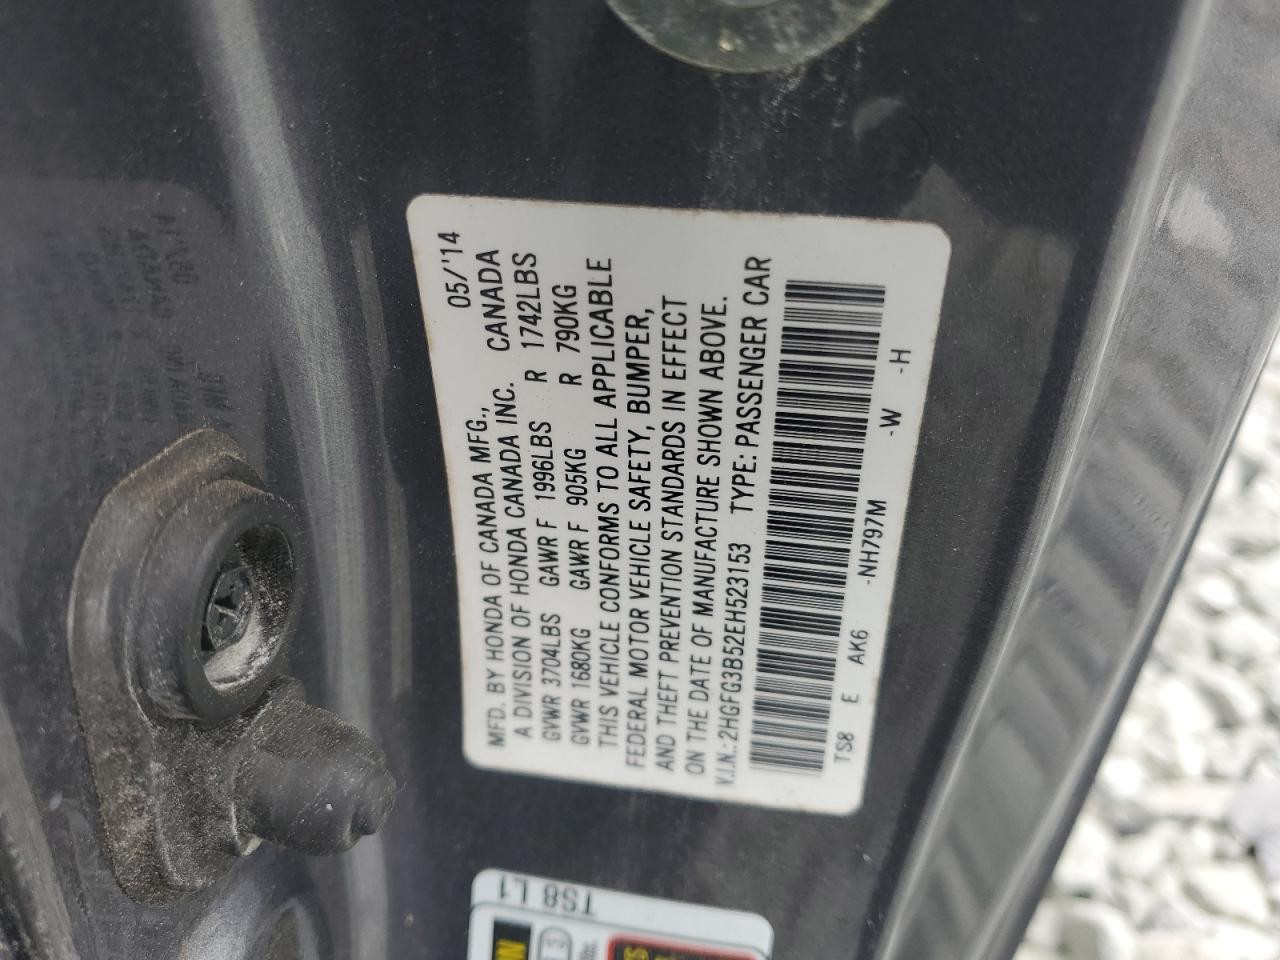 MFD. BY HONDA OF CANADA MFG., 05/'14
A DIVISION OF HONDA CANADA INC. CANADA
GVWR 3704LBS GAWR F 1996LBS R 1742LBS
GVWR 1680KG GAWR F 905KG R 790KG
THIS VEHICLE CONFORMS TO ALL APPLICABLE
FEDERAL MOTOR VEHICLE SAFETY, BUMPER,
AND THEFT PREVENTION STANDARDS IN EFFECT
ON THE DATE OF MANUFACTURE SHOWN ABOVE.
V.I.N.:2HGFG3B52EH523153 TYPE: PASSENGER CAR
TS8 E AK6 -NH797M -W -H
TS8 L1